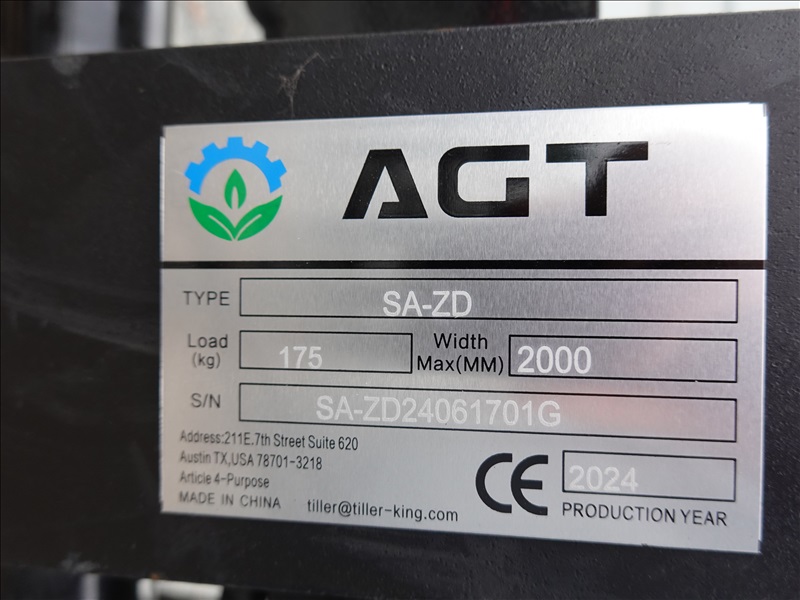 AGT
TYPE SA-ZD
Load (kg) 175 Width Max(MM) 2000
S/N SA-ZD24061701G
Address:211E.7th Street Suite 620
Austin TX,USA 78701-3218
Article 4-Purpose
MADE IN CHINA tiller@tiller-king.com
CE 2024
PRODUCTION YEAR